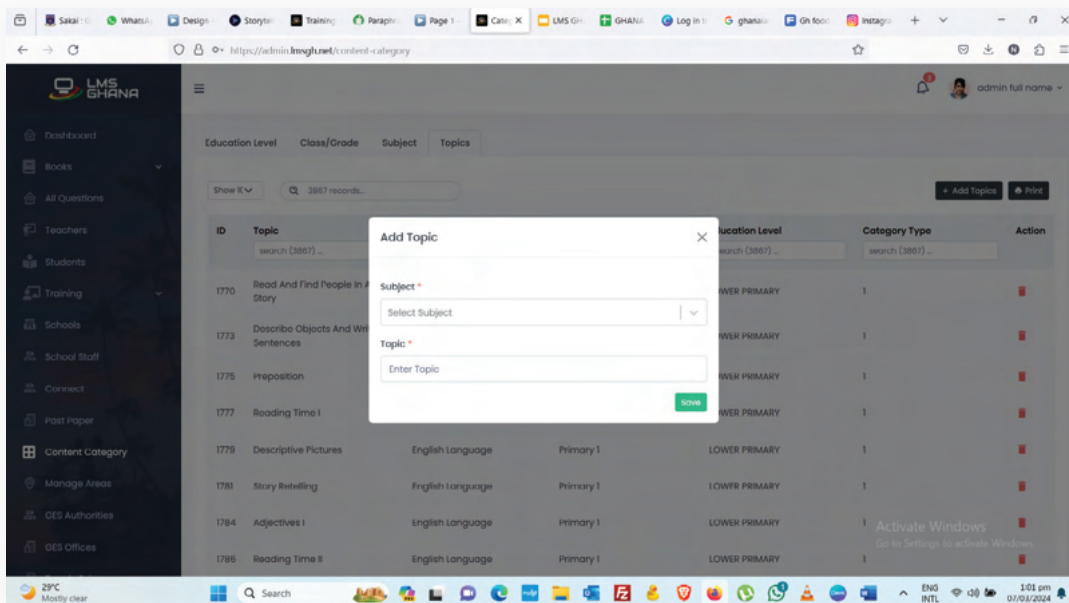 Sakai
WhatsA
Design
Storytel
Training
Paraphr
Page 1
Categ
LMS GH
GHANA
Log in
ghanaia
Gh food
Instagra
https://admin.lmsgh.net/content-category
LMS
GHANA
3
admin full name
Dashboard
Books
All Questions
Teachers
Students
Training
Schools
School Staff
Connect
Past Paper
Content Category
Manage Areas
GES Authorities
GES Offices
Education Level Class/Grade Subject Topics
Show 3867 records...
+ Add Topics Print
ID Topic Education Level Category Type Action
search (3867) ... search (3867) ... search (3867) ...
1770 Read And Find People In A Story LOWER PRIMARY 1
1773 Describe Objects And Wri Sentences LOWER PRIMARY 1
1775 Preposition LOWER PRIMARY 1
1777 Reading Time I LOWER PRIMARY 1
1779 Descriptive Pictures English Language Primary 1 LOWER PRIMARY 1
1781 Story Retelling English Language Primary 1 LOWER PRIMARY 1
1784 Adjectives I English Language Primary 1 LOWER PRIMARY 1
1786 Reading Time II English Language Primary 1 LOWER PRIMARY 1
Add Topic
Subject *
Select Subject
Topic *
Enter Topic
Save
Activate Windows
Go to Settings to activate Windows.
29°C
Mostly clear
Search
ENG
INTL
1:01 pm
07/03/2024